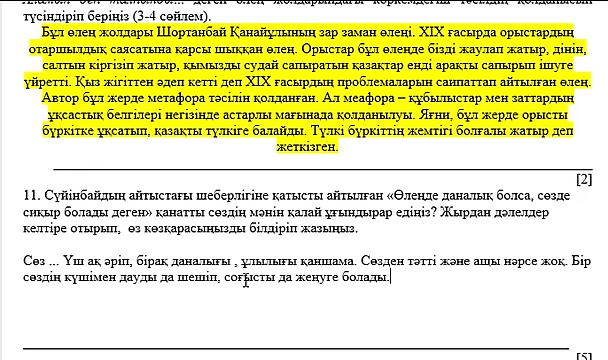 түсіндіріп беріңіз (3-4 сөйлем).
Бұл өлең жолдары Шортанбай Қанайұлының зар заман өлеңі. XIX ғасырда орыстардың
отаршылдық саясатына қарсы шыққан өлең. Орыстар бұл өлеңде бізді жаулап жатыр, дінін,
салтын кіргізіп жатыр, қымызды судай сапыратын қазақтар енді арақты сапырып ішуге
үйретті. Қыз жігіттен әдеп кетті деп XIX ғасырдың проблемаларын саипаттап айтылған өлең.
Автор бұл жерде метафора тәсілін қолданған. Ал меафора – құбылыстар мен заттардың
ұқсастық белгілері негізінде астарлы мағынада қолданылуы. Яғни, бұл жерде орысты
бүркітке ұқсатып, қазақты түлкіге балайды. Түлкі бүркіттің жемтігі болғалы жатыр деп
жеткізген.
[2]
11. Сүйінбайдың айтыстағы шеберлігіне қатысты айтылған «Өлеңде даналық болса, сөзде
сиқыр болады деген» қанатты сөздің мәнін қалай ұғындырар едіңіз? Жырдан дәлелдер
келтіре отырып, өз көзқарасыңызды білдіріп жазыңыз.
Сөз ... Үш ақ әріп, бірақ даналығы , ұлылығы қаншама. Сөзден тәтті және ащы нәрсе жоқ. Бір
сөздің күшімен дауды да шешіп, соғысты да жеңуге болады.
[5]